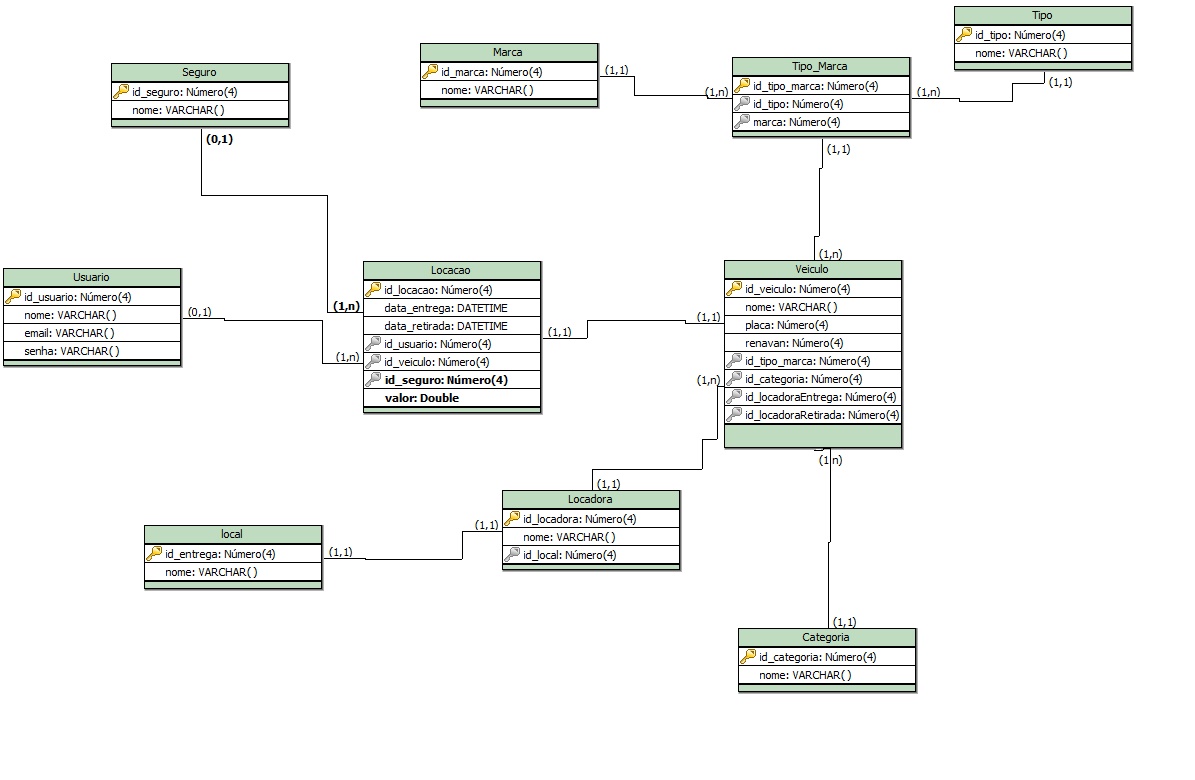 Tipo
id_tipo: Número(4)
nome: VARCHAR( )
(1,1)
Marca
id_marca: Número(4)
nome: VARCHAR( )
(1,1)
Tipo_Marca
id_tipo_marca: Número(4)
id_tipo: Número(4)
marca: Número(4)
(1,n)
(1,n)
(1,1)
Seguro
id_seguro: Número(4)
nome: VARCHAR( )
(0,1)
Usuario
id_usuario: Número(4)
nome: VARCHAR( )
email: VARCHAR( )
senha: VARCHAR( )
(0,1)
Locacao
id_locacao: Número(4)
data_entrega: DATETIME
data_retirada: DATETIME
id_usuario: Número(4)
id_veiculo: Número(4)
id_seguro: Número(4)
valor: Double
(1,n)
(1,n)
(1,1)
(1,n)
Veiculo
id_veiculo: Número(4)
nome: VARCHAR( )
placa: Número(4)
renavan: Número(4)
id_tipo_marca: Número(4)
id_categoria: Número(4)
id_locadoraEntrega: Número(4)
id_locadoraRetirada: Número(4)
(1,1)
(1,n)
(1,n)
(1,1)
Locadora
id_locadora: Número(4)
nome: VARCHAR( )
id_local: Número(4)
(1,1)
local
id_entrega: Número(4)
nome: VARCHAR( )
(1,1)
(1,1)
Categoria
id_categoria: Número(4)
nome: VARCHAR( )